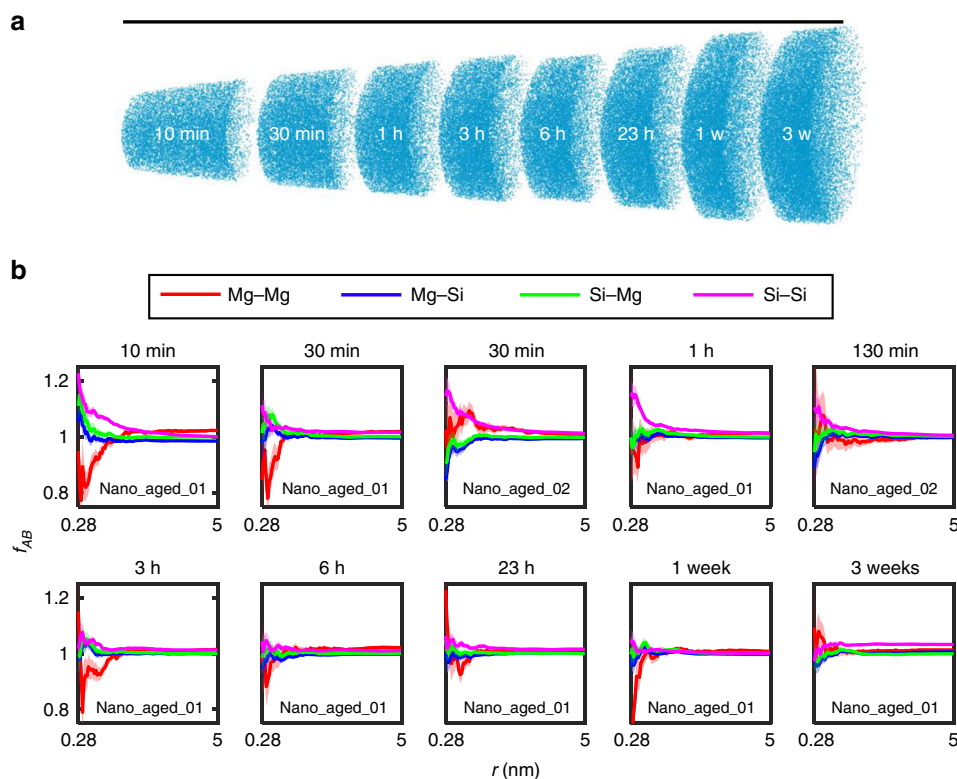 a
10 min 30 min 1 h 3 h 6 h 23 h 1 w 3 w
b
Mg–Mg Mg–Si Si–Mg Si–Si
10 min 30 min 30 min 1 h 130 min
1.2
1
0.8
Nano_aged_01 Nano_aged_01 Nano_aged_02 Nano_aged_01 Nano_aged_02
0.28 5 0.28 5 0.28 5 0.28 5 0.28 5
f_AB
3 h 6 h 23 h 1 week 3 weeks
1.2
1
0.8
Nano_aged_01 Nano_aged_01 Nano_aged_01 Nano_aged_01 Nano_aged_01
0.28 5 0.28 5 0.28 5 0.28 5 0.28 5
r (nm)